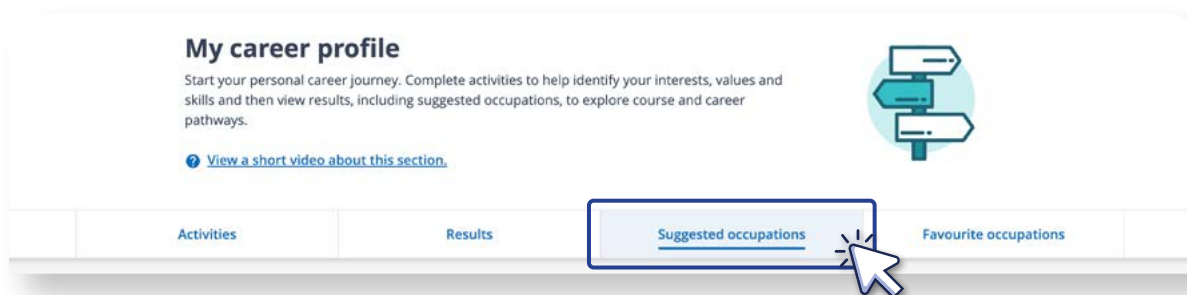 My career profile
Start your personal career journey. Complete activities to help identify your interests, values and
skills and then view results, including suggested occupations, to explore course and career
pathways.
View a short video about this section.
Activities
Results
Suggested occupations
Favourite occupations